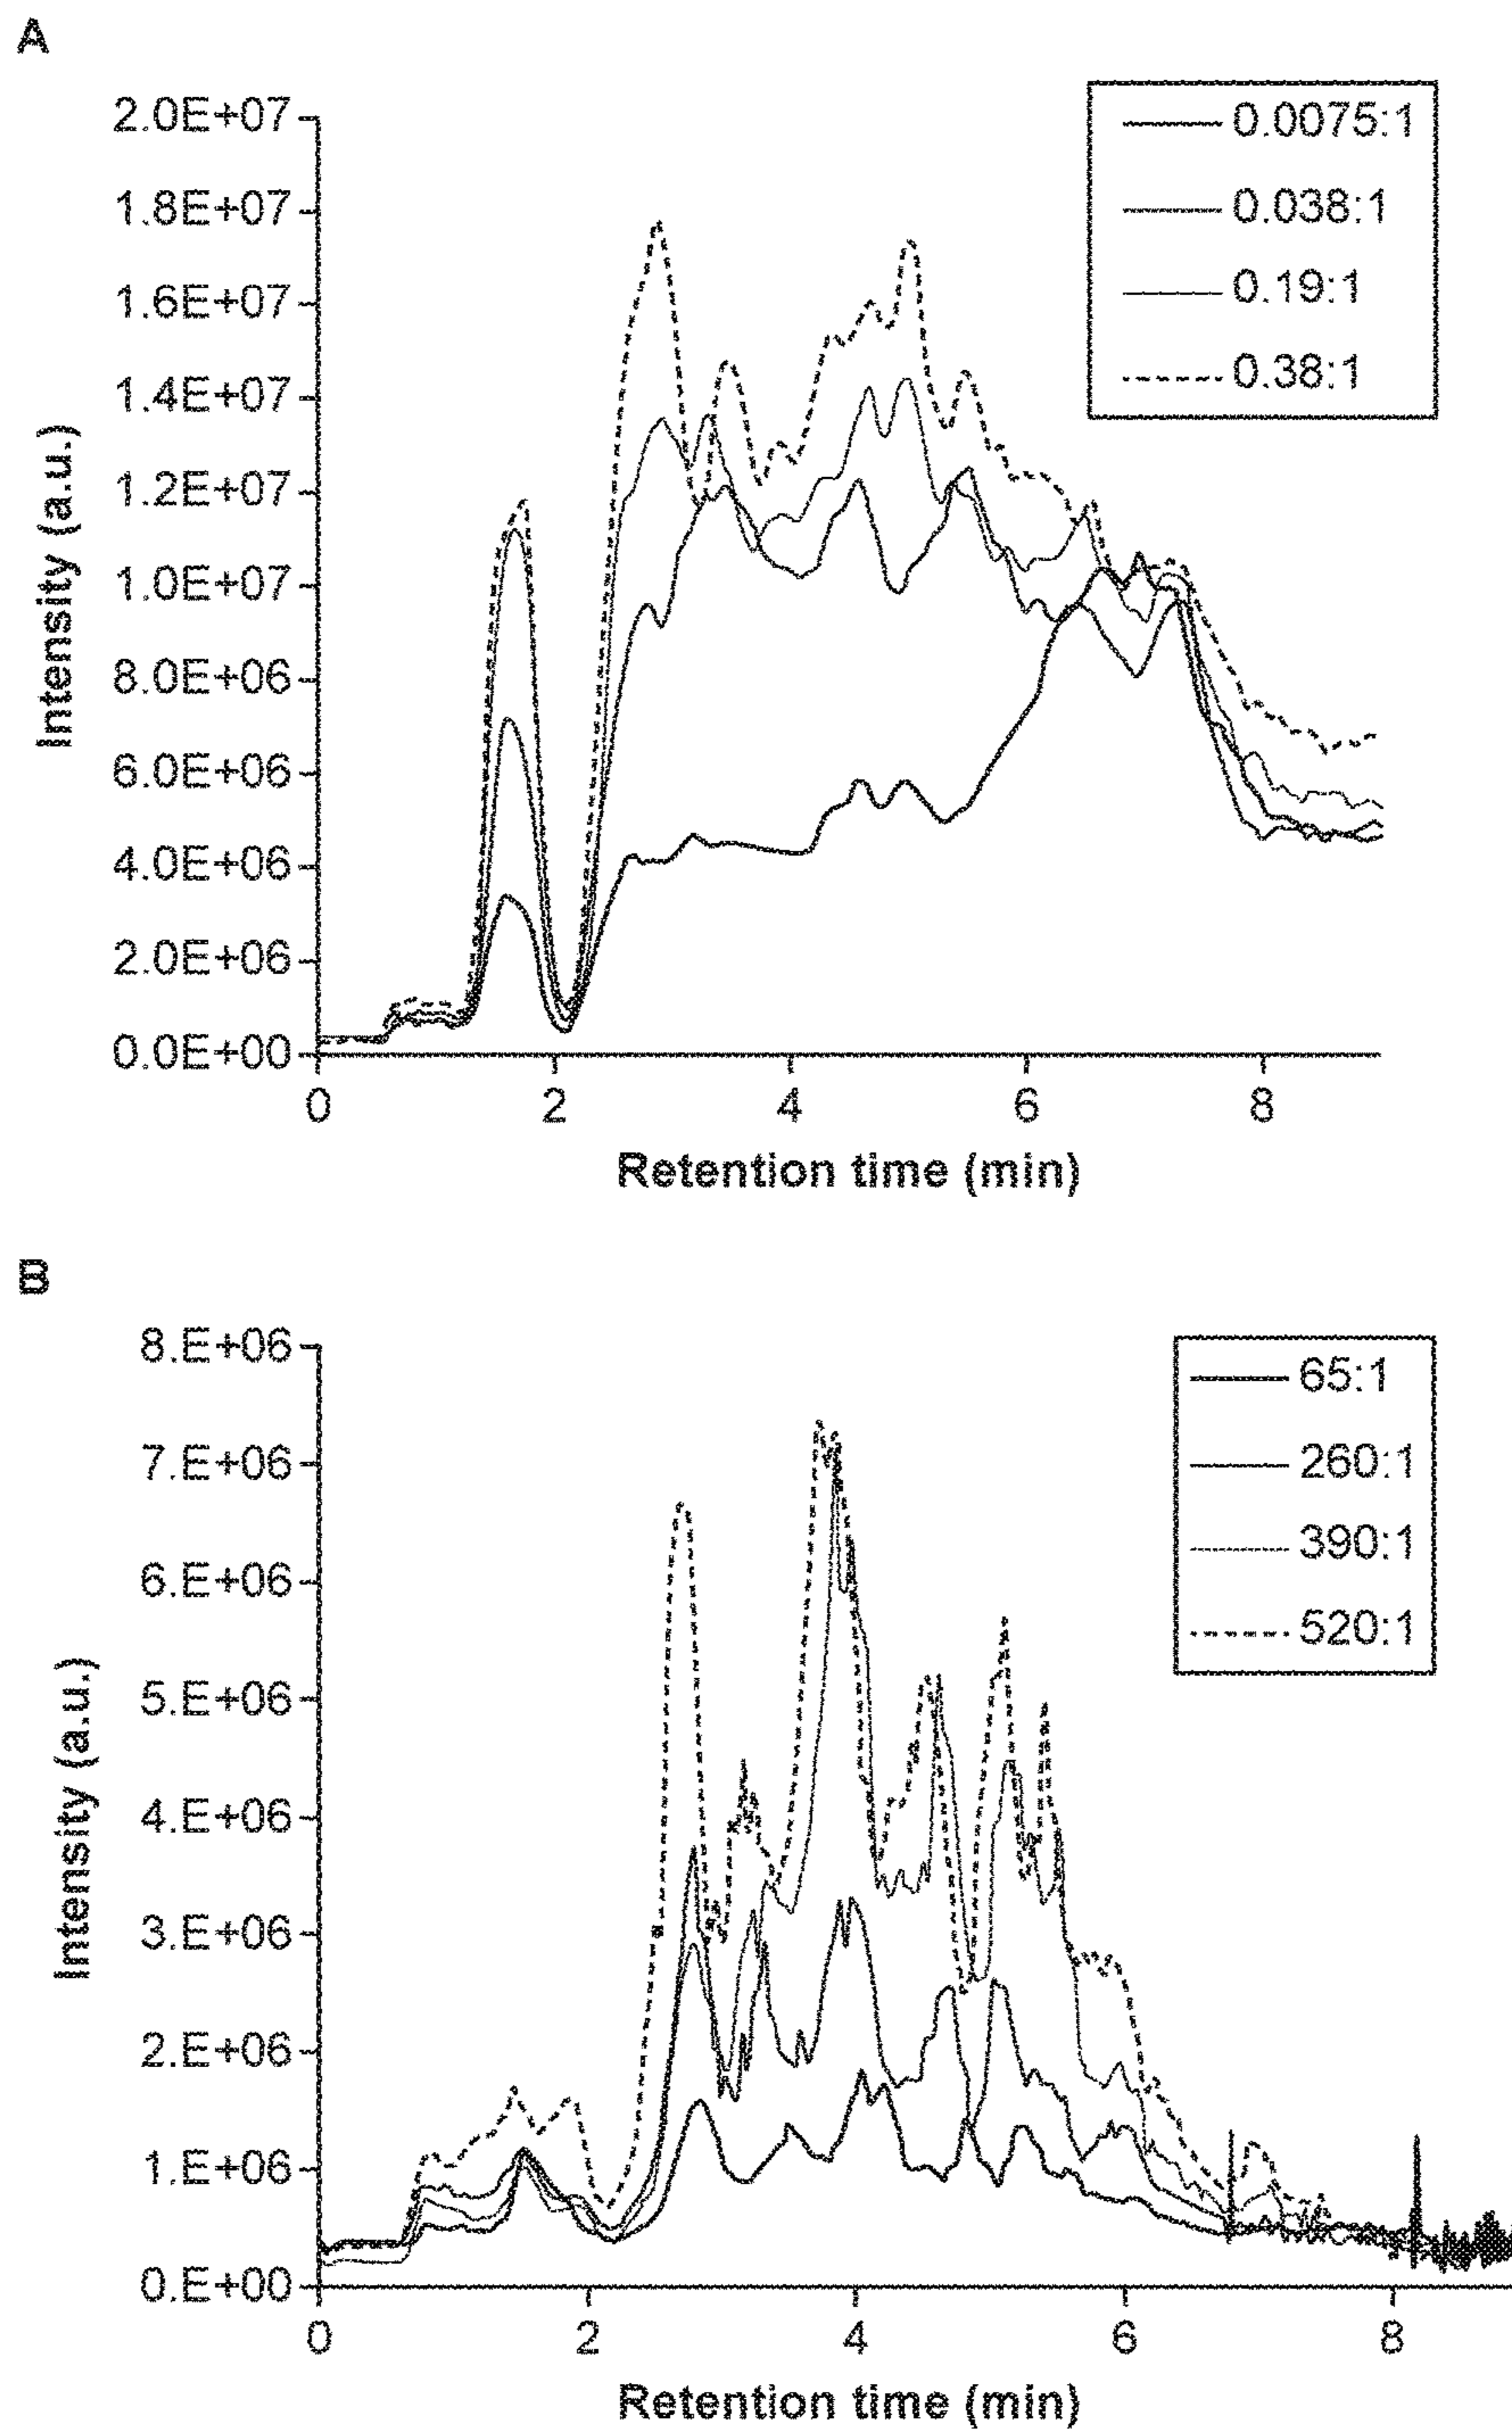 A
2.0E+07
1.8E+07
1.6E+07
1.4E+07
1.2E+07
1.0E+07
8.0E+06
6.0E+06
4.0E+06
2.0E+06
0.0E+00
Intensity (a.u.)
0.0075:1
0.038:1
0.19:1
0.38:1
0 2 4 6 8
Retention time (min)
B
8.E+06
7.E+06
6.E+06
5.E+06
4.E+06
3.E+06
2.E+06
1.E+06
0.E+00
Intensity (a.u.)
65:1
260:1
390:1
520:1
0 2 4 6 8
Retention time (min)